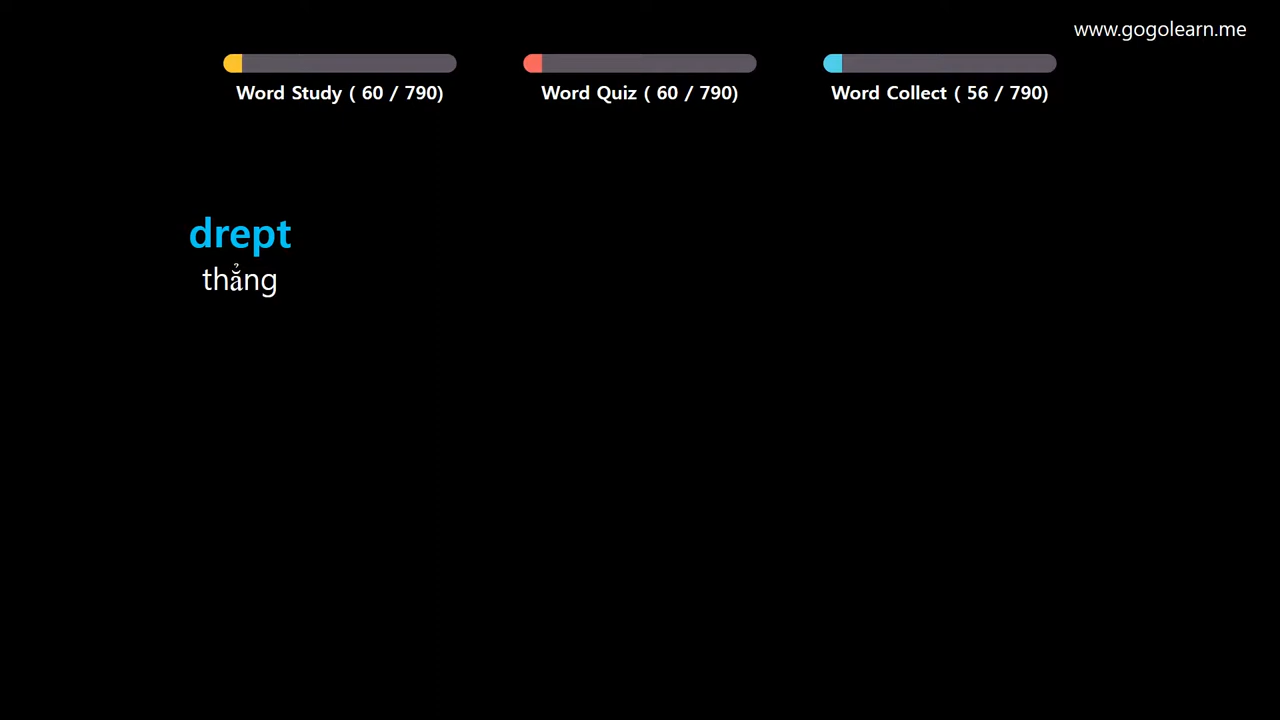 www.gogolearn.me
Word Study ( 60 / 790)
Word Quiz ( 60 / 790)
Word Collect ( 56 / 790)
drept
thẳng